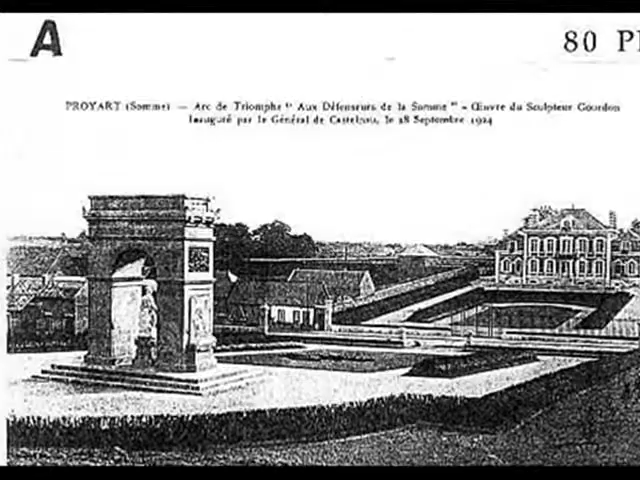 A
80 P
PROYART (Somme) — Arc de Triomphe " Aux Défenseurs de la Somme " - Œuvre du Sculpteur Gourdon
Inauguré par le Général de Castelnau, le 28 Septembre 1924